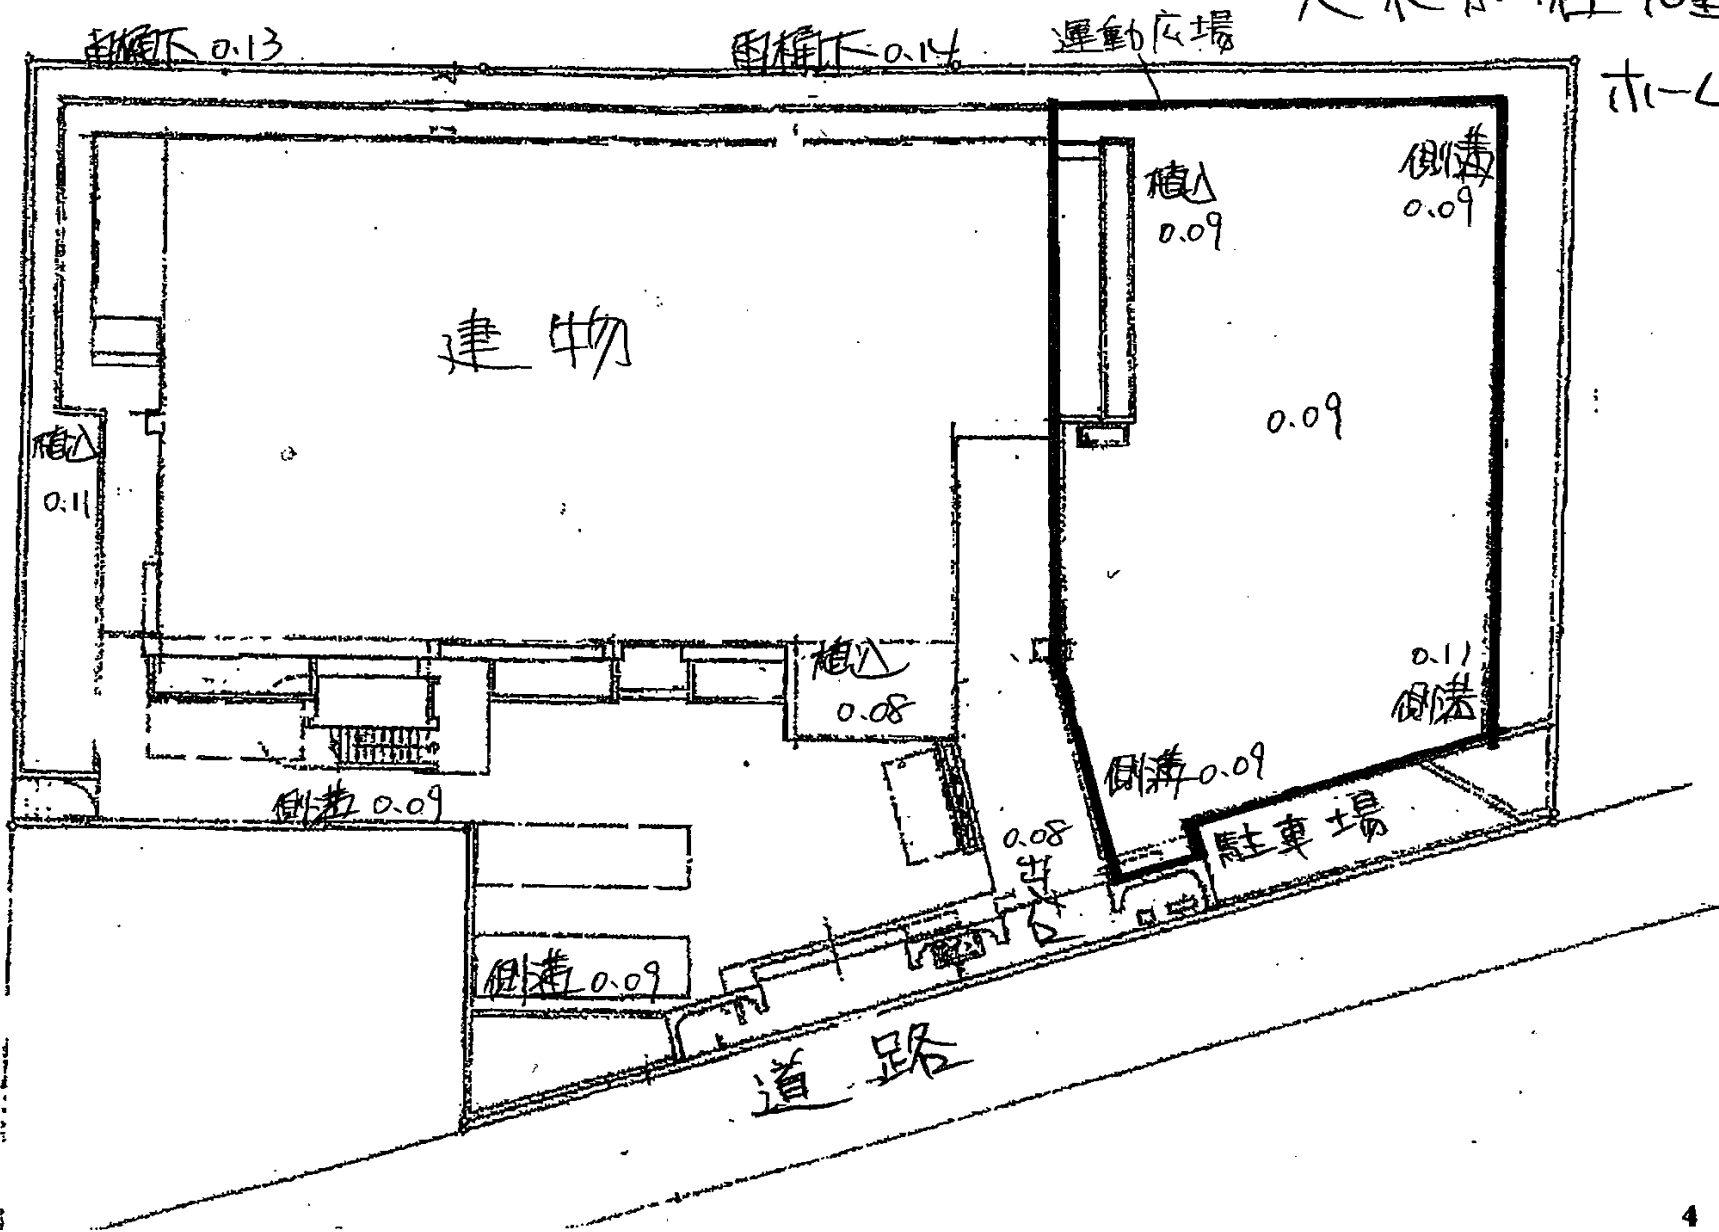 雨樋下 0.13
雨樋下 0.14
運動広場
ホーム
側溝
0.09
植込
0.09
建物
0.09
植込
0.11
植込
0.08
0.11
側溝
側溝 0.09
側溝 0.09
駐車場
0.08
出入口
側溝 0.09
道路
4